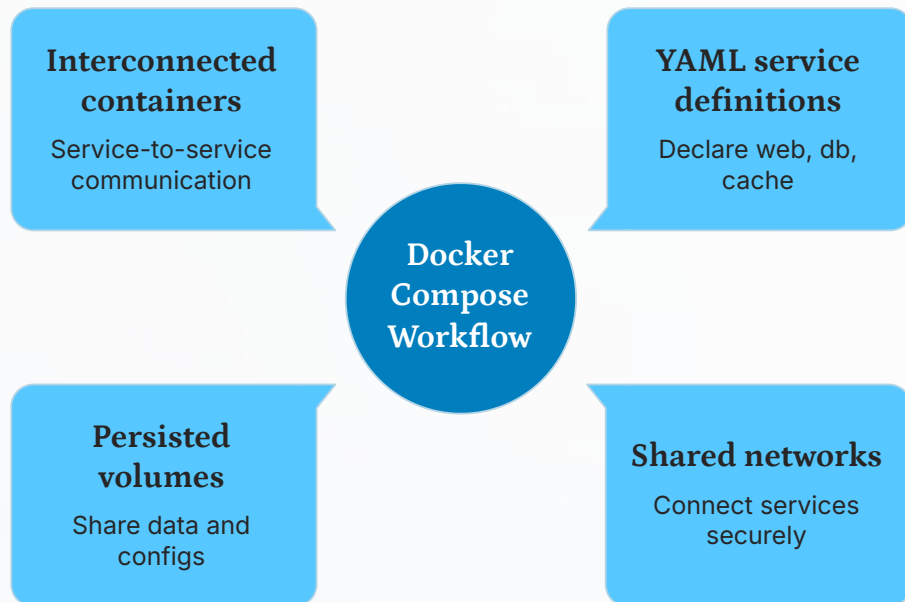 Interconnected
containers
Service-to-service
communication
YAML service
definitions
Declare web, db,
cache
Docker
Compose
Workflow
Persisted
volumes
Share data and
configs
Shared networks
Connect services
securely